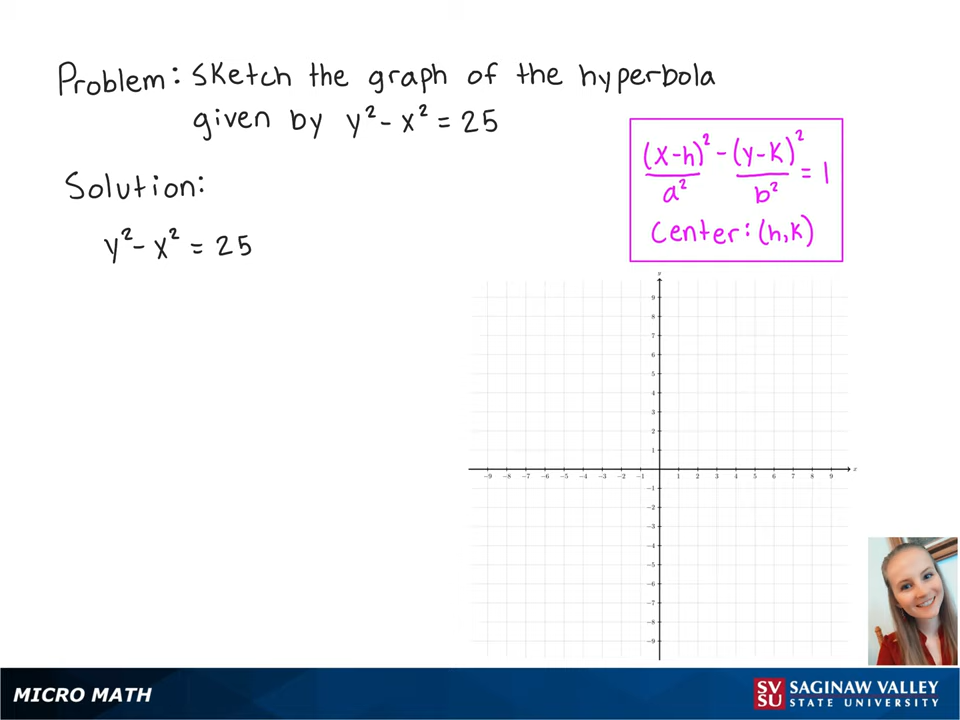 Problem: Sketch the graph of the hyperbola
given by y² - x² = 25
(x-h)²/a² - (y-k)²/b² = 1
Center: (h,k)
Solution:
y² - x² = 25
y
9
8
7
6
5
4
3
2
1
-9 -8 -7 -6 -5 -4 -3 -2 -1 1 2 3 4 5 6 7 8 9 x
-1
-2
-3
-4
-5
-6
-7
-8
-9
MICRO MATH
SV SU
SAGINAW VALLEY
STATE UNIVERSITY